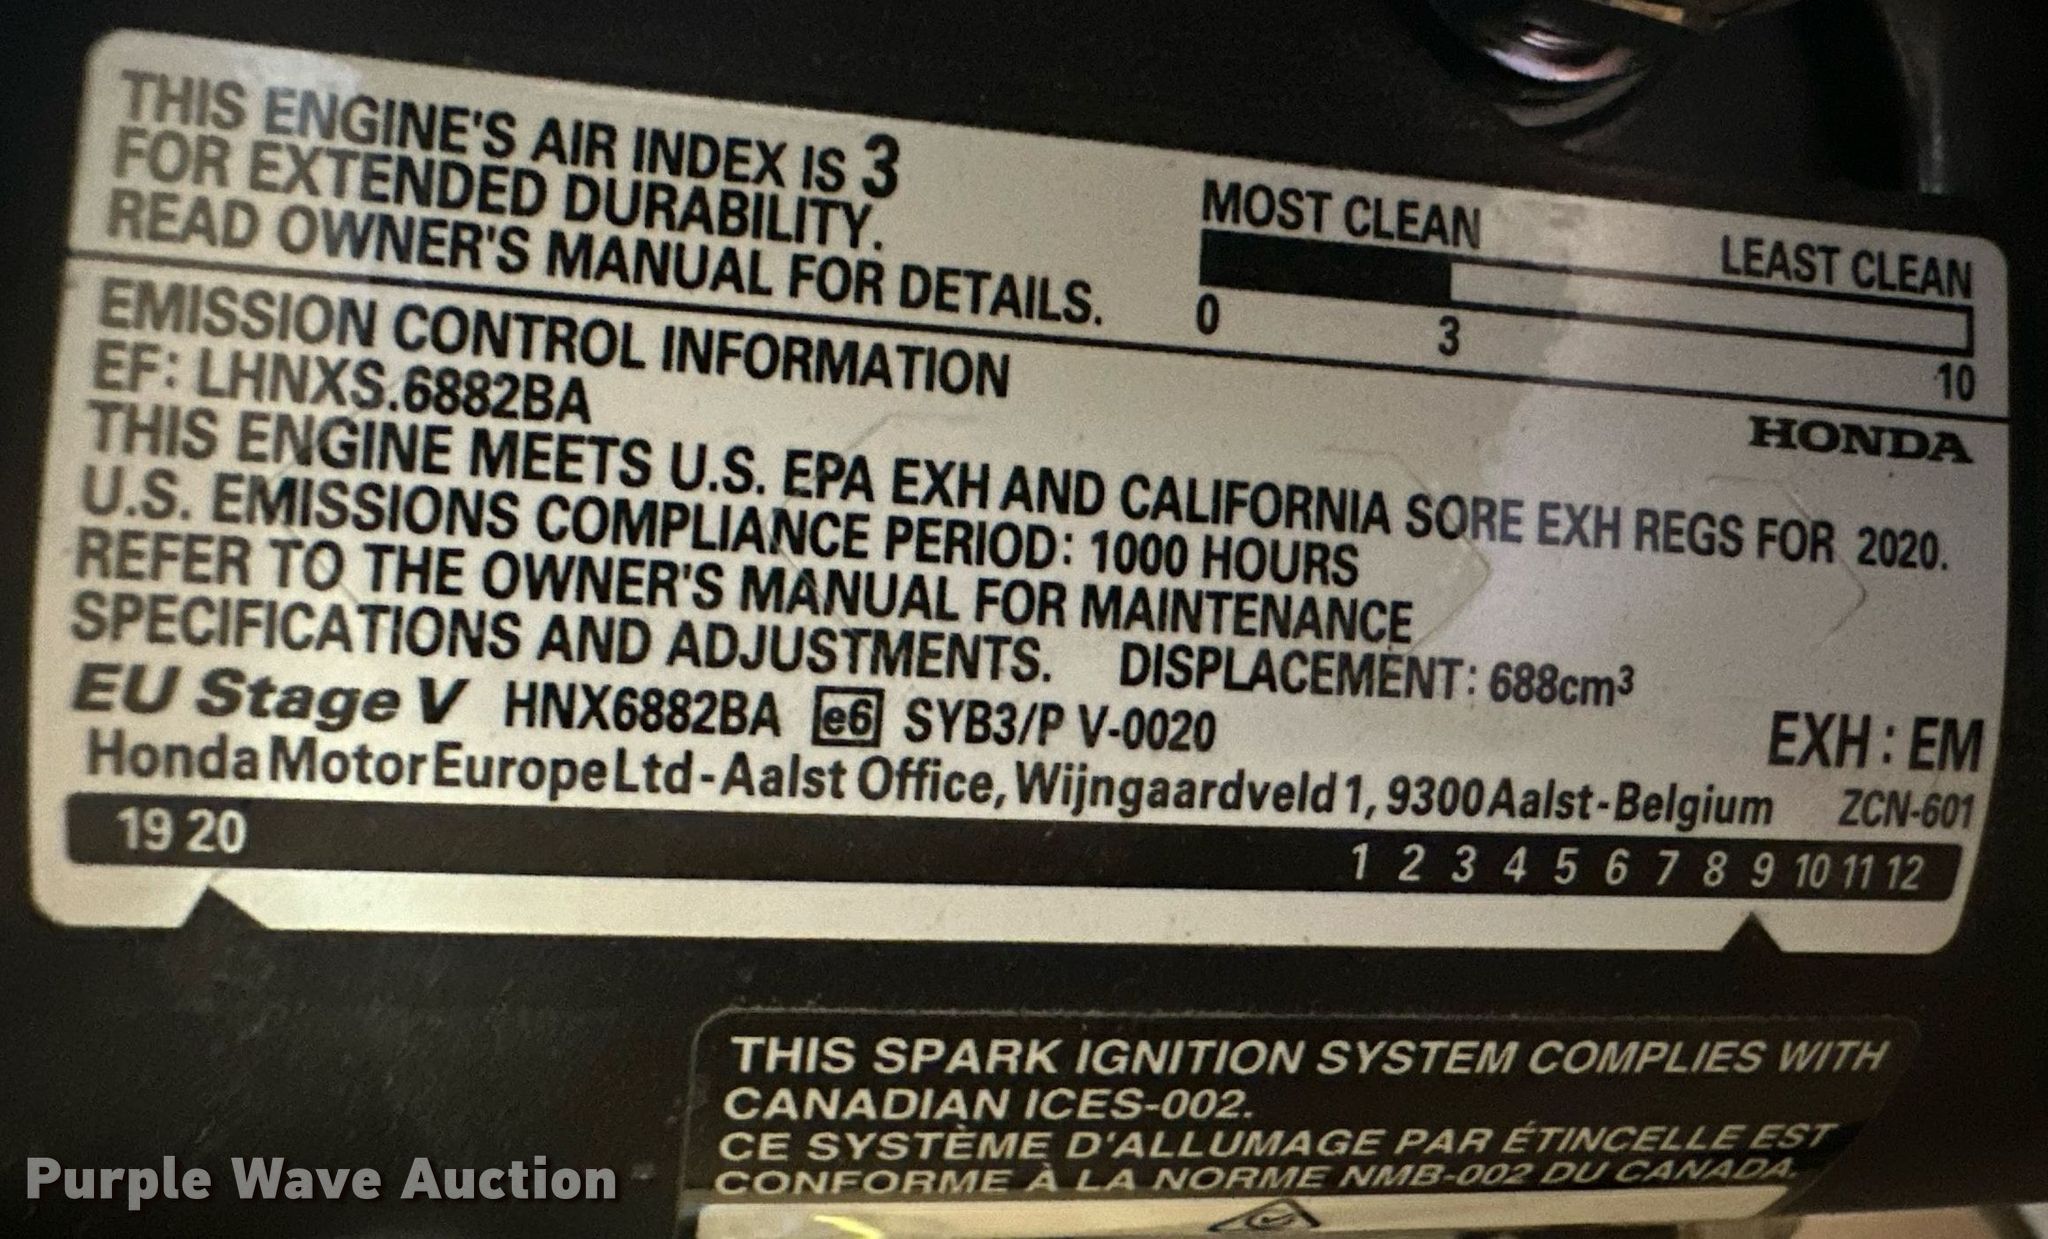 THIS ENGINE'S AIR INDEX IS 3
FOR EXTENDED DURABILITY.
READ OWNER'S MANUAL FOR DETAILS.
MOST CLEAN LEAST CLEAN
0 3 10
EMISSION CONTROL INFORMATION
HONDA
EF: LHNXS.6882BA
THIS ENGINE MEETS U.S. EPA EXH AND CALIFORNIA SORE EXH REGS FOR 2020.
U.S. EMISSIONS COMPLIANCE PERIOD: 1000 HOURS
REFER TO THE OWNER'S MANUAL FOR MAINTENANCE
SPECIFICATIONS AND ADJUSTMENTS. DISPLACEMENT: 688cm³
EU Stage V HNX6882BA e6 SYB3/P V-0020 EXH : EM
Honda Motor Europe Ltd - Aalst Office, Wijngaardveld 1, 9300 Aalst - Belgium ZCN-601
19 20 1 2 3 4 5 6 7 8 9 10 11 12
THIS SPARK IGNITION SYSTEM COMPLIES WITH
CANADIAN ICES-002.
CE SYSTÈME D'ALLUMAGE PAR ÉTINCELLE EST
CONFORME À LA NORME NMB-002 DU CANADA.
Purple Wave Auction